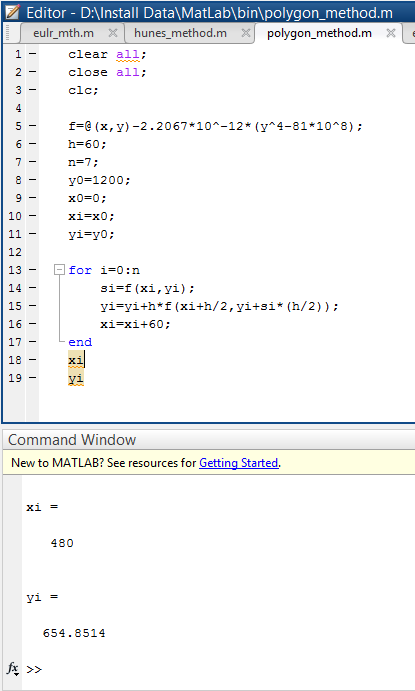 Editor - D:\Install Data\MatLab\bin\polygon_method.m
eulr_mth.m × hunes_method.m × polygon_method.m ×
1 – clear all;
2 – close all;
3 – clc;
4
5 – f=@(x,y)-2.2067*10^-12*(y^4-81*10^8);
6 – h=60;
7 – n=7;
8 – y0=1200;
9 – x0=0;
10 – xi=x0;
11 – yi=y0;
12
13 – for i=0:n
14 – si=f(xi,yi);
15 – yi=yi+h*f(xi+h/2,yi+si*(h/2));
16 – xi=xi+60;
17 – end
18 – xi
19 – yi
Command Window
New to MATLAB? See resources for Getting Started.
xi =
480
yi =
654.8514
fx >>